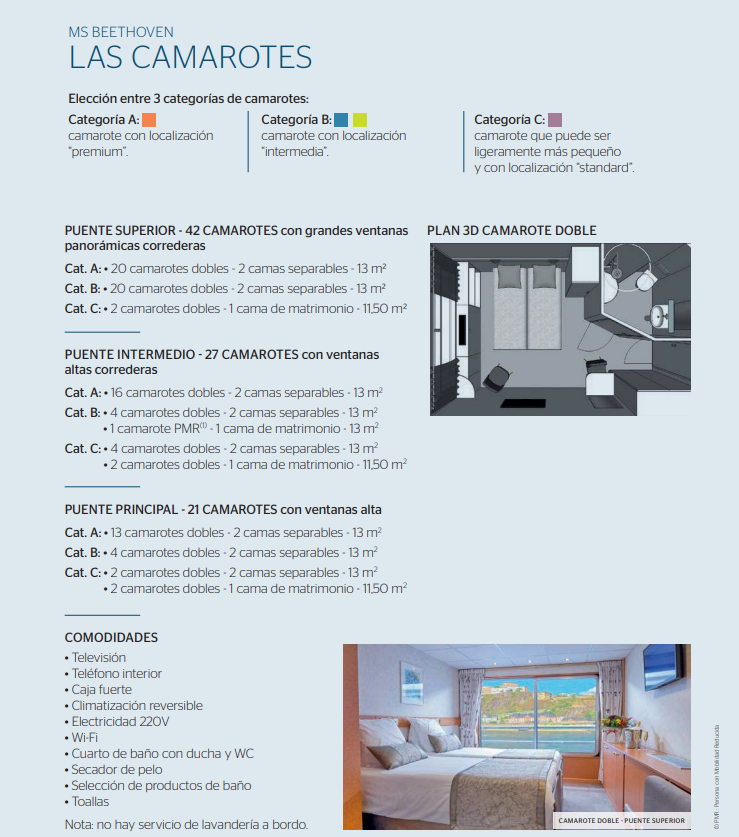 MS BEETHOVEN
LAS CAMAROTES
Elección entre 3 categorías de camarotes:
Categoría A:
camarote con localización
"premium".
Categoría B:
camarote con localización
"intermedia".
Categoría C:
camarote que puede ser
ligeramente más pequeño
y con localización "standard".
PUENTE SUPERIOR - 42 CAMAROTES con grandes ventanas
panorámicas correderas
Cat. A: • 20 camarotes dobles - 2 camas separables - 13 m²
Cat. B: • 20 camarotes dobles - 2 camas separables - 13 m²
Cat. C: • 2 camarotes dobles - 1 cama de matrimonio - 11,50 m²
PLAN 3D CAMAROTE DOBLE
PUENTE INTERMEDIO - 27 CAMAROTES con ventanas
altas correderas
Cat. A: • 16 camarotes dobles - 2 camas separables - 13 m²
Cat. B: • 4 camarotes dobles - 2 camas separables - 13 m²
• 1 camarote PMR⁽¹⁾ - 1 cama de matrimonio - 13 m²
Cat. C: • 4 camarotes dobles - 2 camas separables - 13 m²
• 2 camarotes dobles - 1 cama de matrimonio - 11,50 m²
PUENTE PRINCIPAL - 21 CAMAROTES con ventanas alta
Cat. A: • 13 camarotes dobles - 2 camas separables - 13 m²
Cat. B: • 4 camarotes dobles - 2 camas separables - 13 m²
Cat. C: • 2 camarotes dobles - 2 camas separables - 13 m²
• 2 camarotes dobles - 1 cama de matrimonio - 11,50 m²
COMODIDADES
• Televisión
• Teléfono interior
• Caja fuerte
• Climatización reversible
• Electricidad 220V
• Wi-Fi
• Cuarto de baño con ducha y WC
• Secador de pelo
• Selección de productos de baño
• Toallas
Nota: no hay servicio de lavandería a bordo.
CAMAROTE DOBLE - PUENTE SUPERIOR
(1) PMR : Persona con Mobilidad Reducida